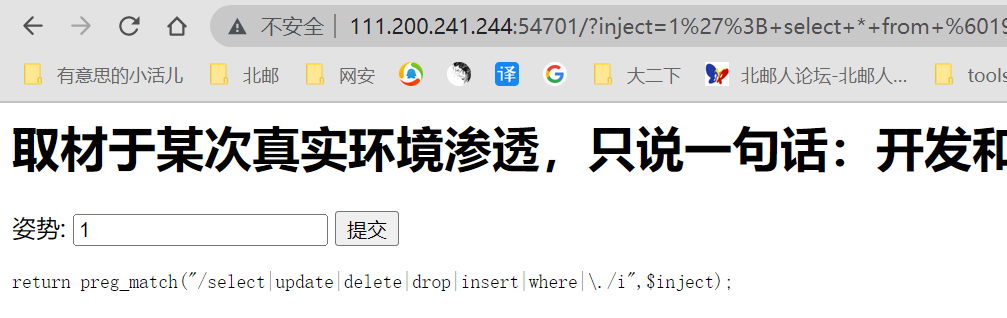 不安全 | 111.200.241.244:54701/?inject=1%27%3B+select+*+from+%6019
有意思的小活儿 北邮 网安 译 G 大二下 北邮人论坛-北邮人... tools
取材于某次真实环境渗透，只说一句话：开发和
姿势: 1 提交
return preg_match("/select|update|delete|drop|insert|where|\./i",$inject);